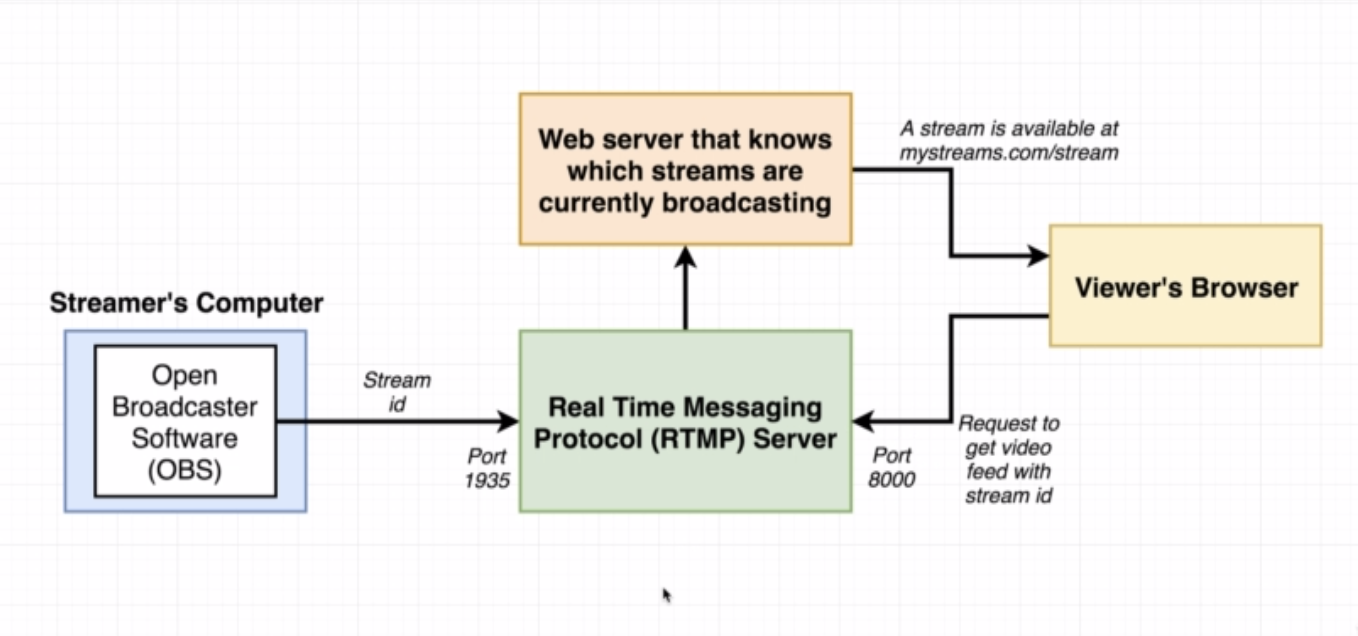 Web server that knows
which streams are
currently broadcasting
A stream is available at
mystreams.com/stream
Viewer's Browser
Streamer's Computer
Open
Broadcaster
Software
(OBS)
Stream
id
Port
1935
Real Time Messaging
Protocol (RTMP) Server
Port
8000
Request to
get video
feed with
stream id